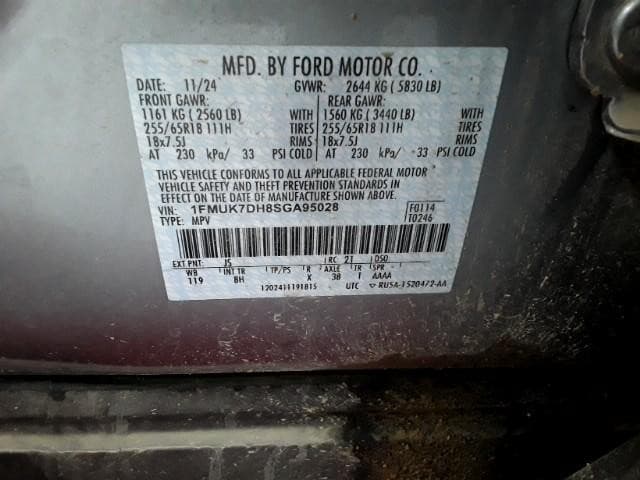 MFD. BY FORD MOTOR CO.
DATE: 11/24 GVWR: 2644 KG ( 5830 LB)
FRONT GAWR: REAR GAWR:
1161 KG ( 2560 LB) WITH 1560 KG (3440 LB) WITH
255/65R18 111H TIRES 255/65R18 111H TIRES
18x7.5J RIMS 18x7.5J RIMS
AT 230 kPa/ 33 PSI COLD AT 230 kPa/ 33 PSI COLD
THIS VEHICLE CONFORMS TO ALL APPLICABLE FEDERAL MOTOR
VEHICLE SAFETY AND THEFT PREVENTION STANDARDS IN
EFFECT ON THE DATE OF MANUFACTURE SHOWN ABOVE.
VIN: 1FMUK7DH8SGA95028 F0114
TYPE: MPV T0246
EXT PNT: JS RC: 21 DSO:
WB INT TR TP/PS R AXLE TR SPR
119 8H X 38 1 AAAA
1202411191815 UTC RU5A-1520472-AA